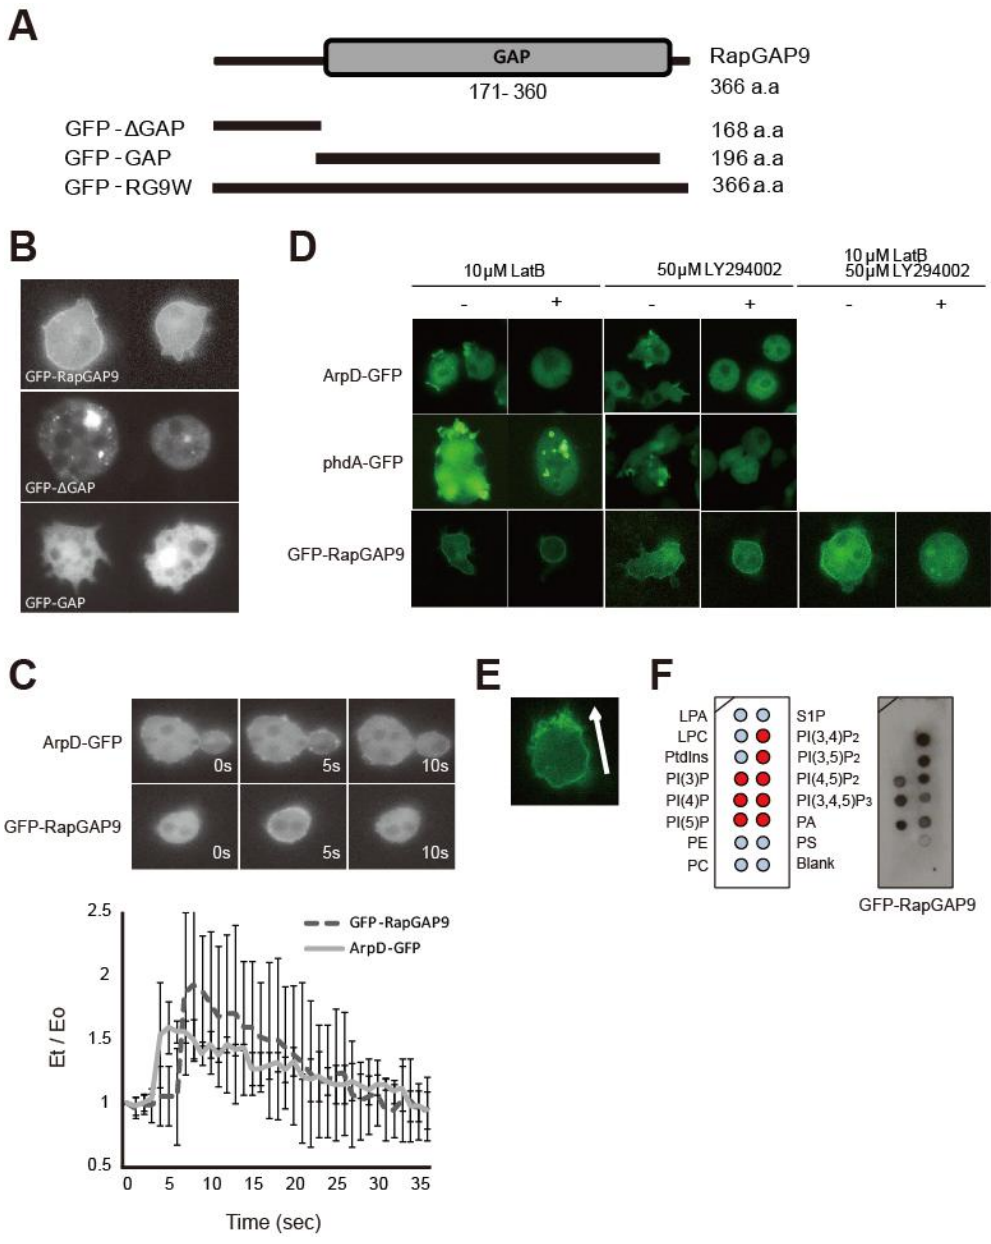 A
GAP
RapGAP9
171- 360
366 a.a
GFP-ΔGAP
168 a.a
GFP-GAP
196 a.a
GFP-RG9W
366 a.a
B
GFP-RapGAP9
GFP-ΔGAP
GFP-GAP
D
10µM LatB
50µM LY294002
10 µM LatB
50µM LY294002
- + - + - +
ArpD-GFP
phdA-GFP
GFP-RapGAP9
C
ArpD-GFP
0s 5s 10s
GFP-RapGAP9
0s 5s 10s
2.5
2
1.5
1
0.5
Et / Eo
GFP-RapGAP9
ArpD-GFP
0 5 10 15 20 25 30 35
Time (sec)
E
F
LPA S1P
LPC PI(3,4)P2
PtdIns PI(3,5)P2
PI(3)P PI(4,5)P2
PI(4)P PI(3,4,5)P3
PI(5)P PA
PE PS
PC Blank
GFP-RapGAP9